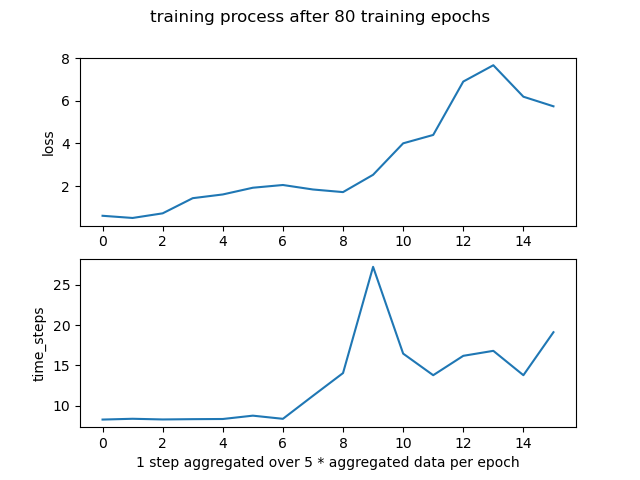 training process after 80 training epochs
8
6
4
2
loss
0 2 4 6 8 10 12 14
25
20
15
10
time_steps
0 2 4 6 8 10 12 14
1 step aggregated over 5 * aggregated data per epoch